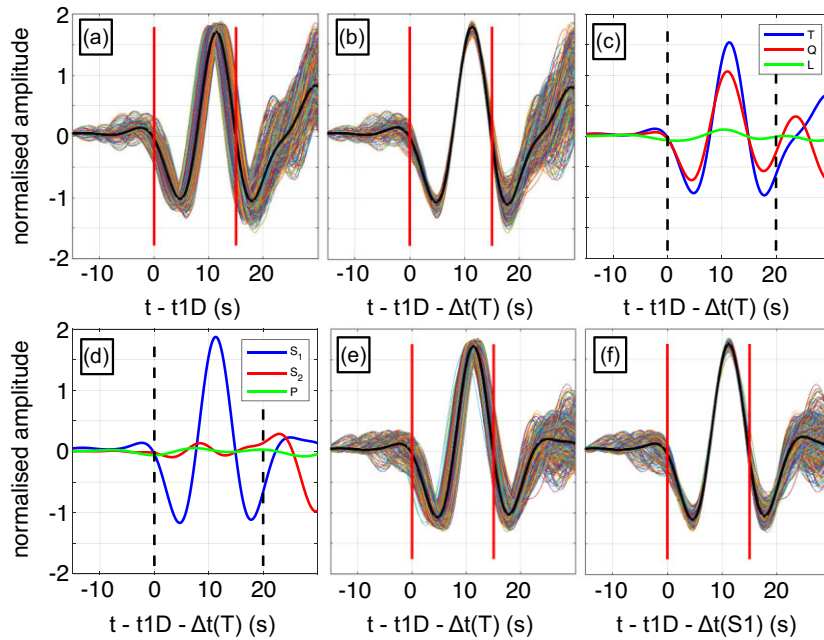 (a)
(b)
(c)
T
Q
L
normalised amplitude
2
1
0
-1
-2
-10 0 10 20
-10 0 10 20
-10 0 10 20
t - t1D (s)
t - t1D - Δt(T) (s)
t - t1D - Δt(T) (s)
(d)
S1
S2
P
(e)
(f)
normalised amplitude
2
1
0
-1
-2
-10 0 10 20
-10 0 10 20
-10 0 10 20
t - t1D - Δt(T) (s)
t - t1D - Δt(T) (s)
t - t1D - Δt(S1) (s)